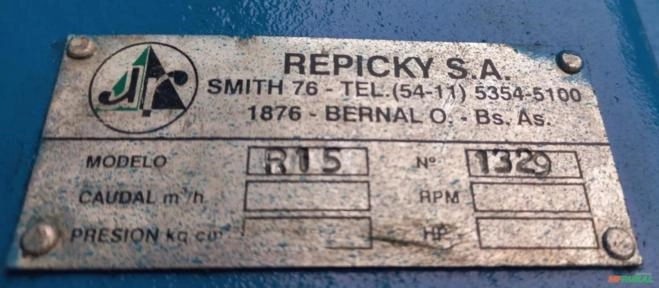 REPICKY S.A.
SMITH 76 - TEL.(54-11) 5354-5100
1876 - BERNAL O. - Bs. As.
MODELO R15 Nº 1329
CAUDAL m³/h RPM
PRESION kg cm² HP
MFRURAL